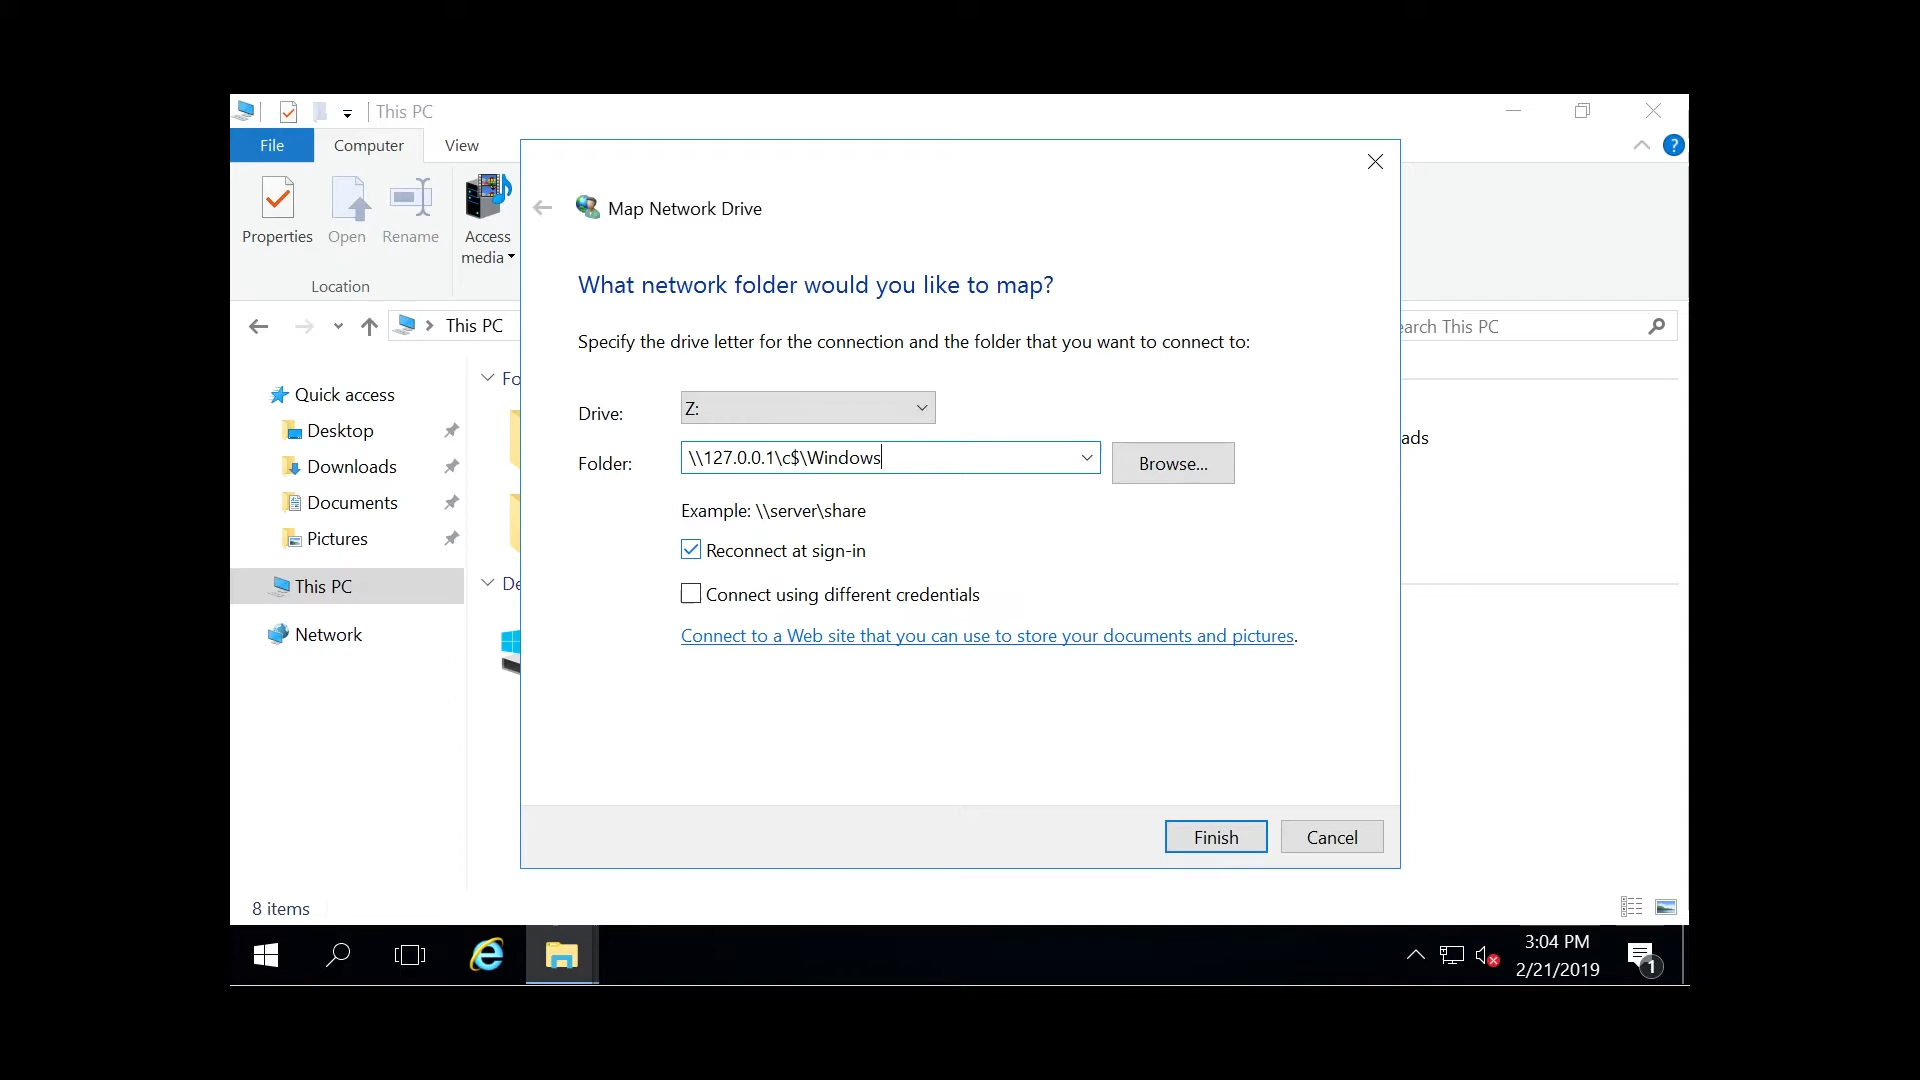 This PC
File
Computer
View
?
Properties
Open
Rename
Access
media
Location
Map Network Drive
What network folder would you like to map?
Specify the drive letter for the connection and the folder that you want to connect to:
Drive:
Z:
Folder:
\\127.0.0.1\c$\Windows
Browse...
Example: \\server\share
Reconnect at sign-in
Connect using different credentials
Connect to a Web site that you can use to store your documents and pictures.
Finish
Cancel
This PC
earch This PC
Quick access
Desktop
Downloads
Documents
Pictures
This PC
Network
Fo
De
ads
8 items
3:04 PM
2/21/2019
1